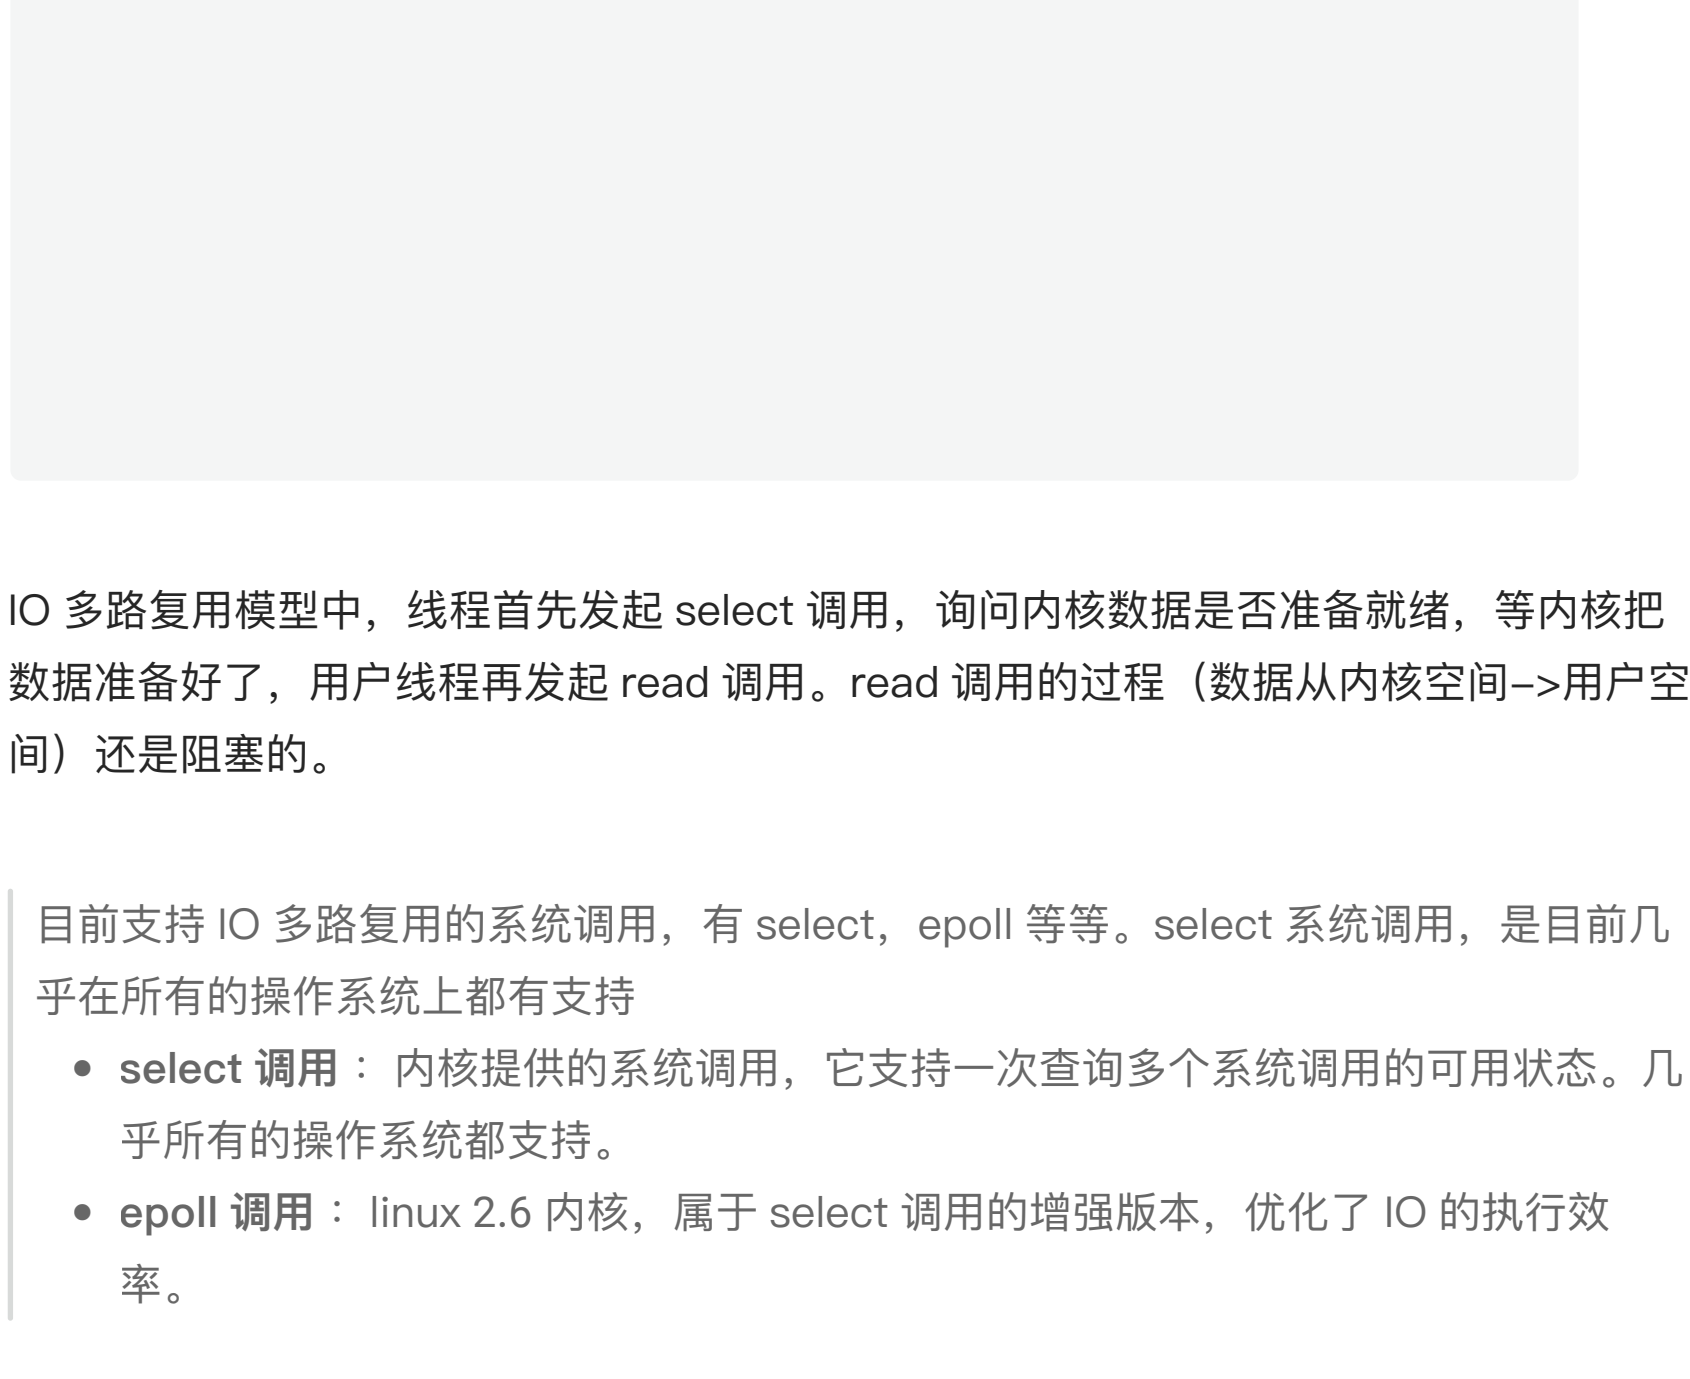 IO 多路复用模型中，线程首先发起 select 调用，询问内核数据是否准备就绪，等内核把
数据准备好了，用户线程再发起 read 调用。read 调用的过程（数据从内核空间->用户空
间）还是阻塞的。
目前支持 IO 多路复用的系统调用，有 select，epoll 等等。select 系统调用，是目前几
乎在所有的操作系统上都有支持
• select 调用 ：内核提供的系统调用，它支持一次查询多个系统调用的可用状态。几
乎所有的操作系统都支持。
• epoll 调用 ：linux 2.6 内核，属于 select 调用的增强版本，优化了 IO 的执行效
率。